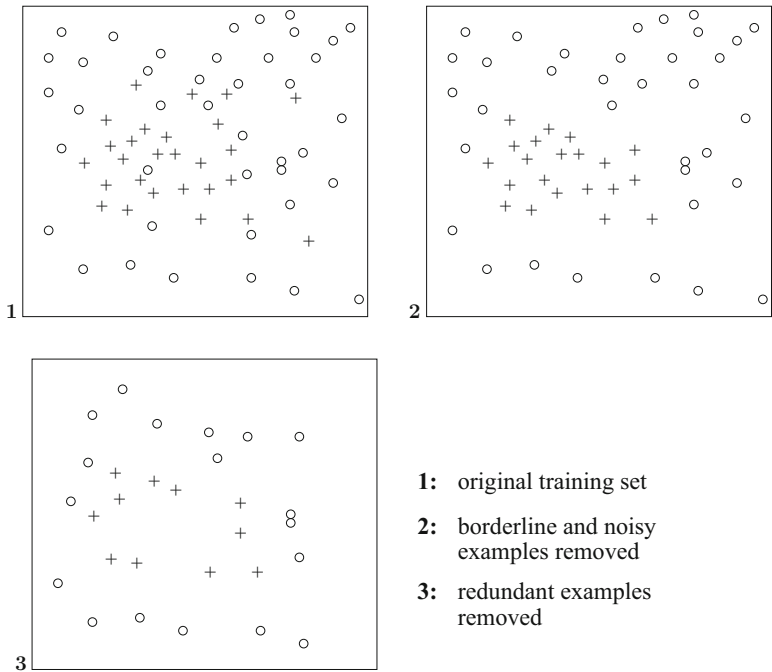 1
2
3
1: original training set
2: borderline and noisy
examples removed
3: redundant examples
removed